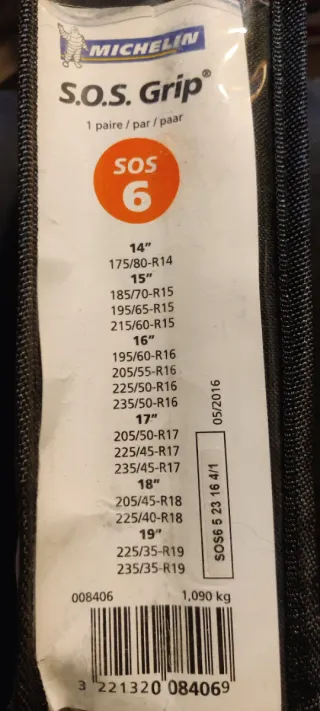 MICHELIN
S.O.S. Grip®
1 paire / par / paar
SOS
6
14”
175/80-R14
15”
185/70-R15
195/65-R15
215/60-R15
16”
195/60-R16
205/55-R16
225/50-R16
235/50-R16
17”
205/50-R17
225/45-R17
235/45-R17
18”
205/45-R18
225/40-R18
19”
225/35-R19
235/35-R19
05/2016
SOS6 5 23 16 4/1
008406 1,090 kg
3 221320 084069